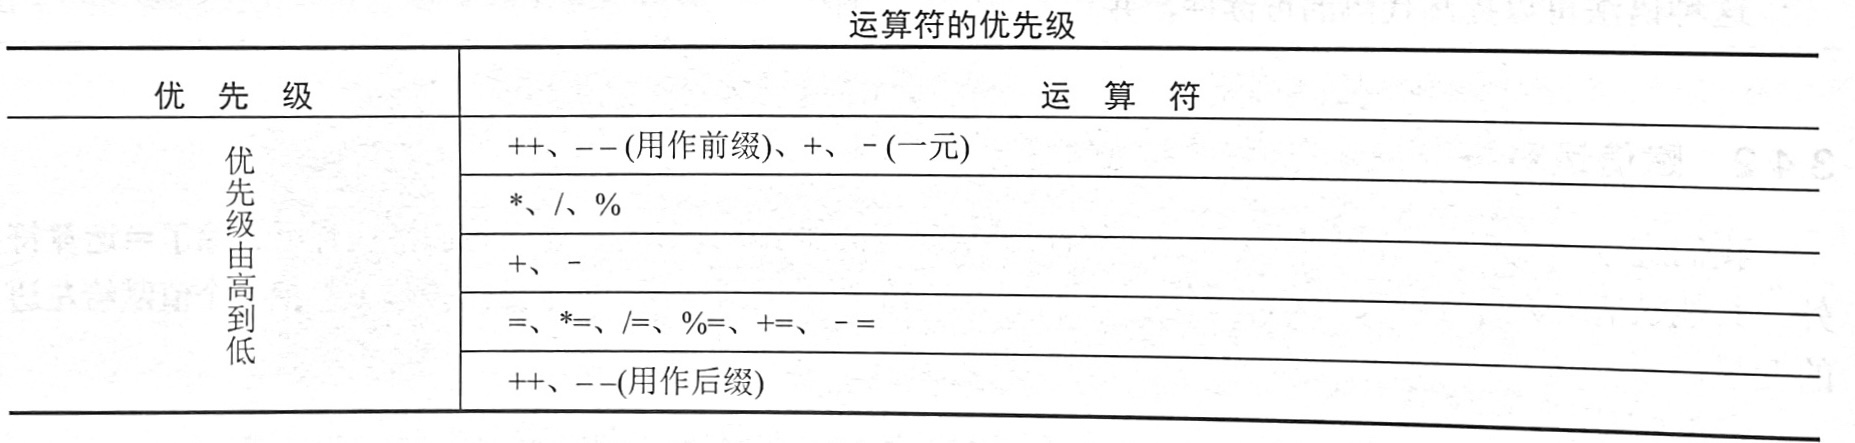 运算符的优先级
优 先 级 运 算 符
优先级由高到低
++、– – (用作前缀)、+、– (一元)
*、/、%
+、–
=、*=、/=、%=、+=、– =
++、– –(用作后缀)